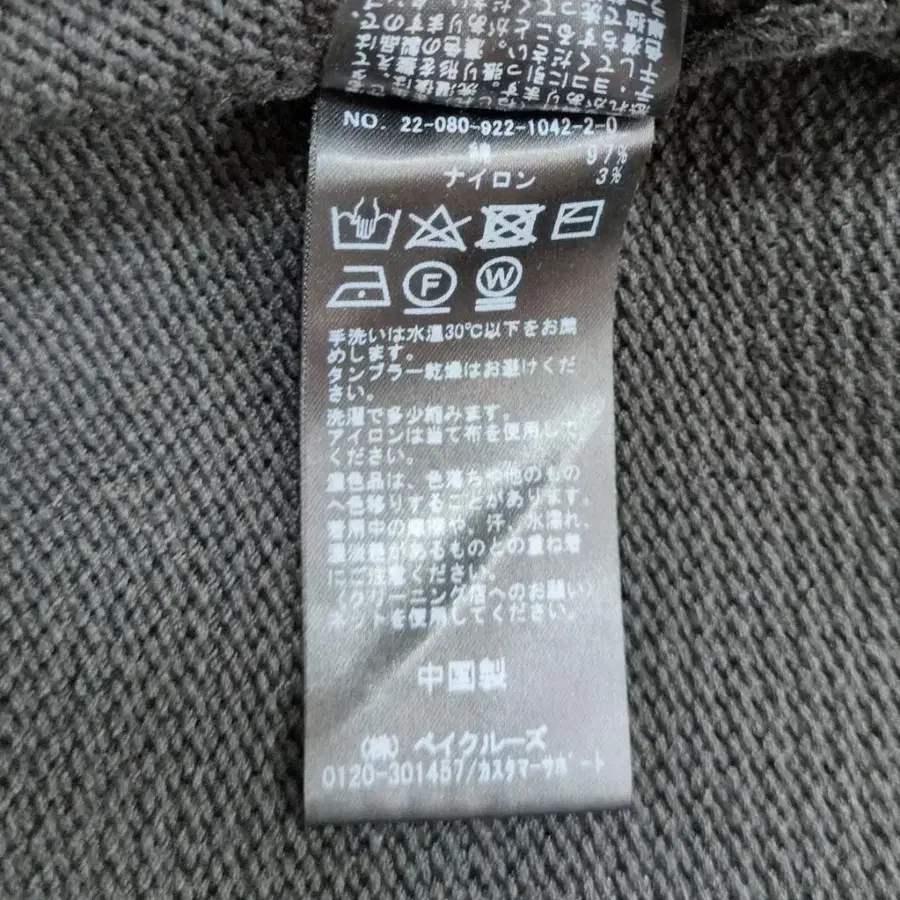 NO. 22-080-922-1042-2-0
綿 97%
ナイロン 3%
F W
手洗いは水温30℃以下をお薦
めします。
タンブラー乾燥はお避けくだ
さい。
洗濯で多少縮みます。
アイロンは当て布を使用して
ください。
濃色品は、色落ちや他のもの
へ色移りすることがあります。
着用中の摩擦や、汗、水濡れ、
濃淡差があるものとの重ね着
にご注意ください。
〈クリーニング店へのお願い〉
ネットを使用してください。
中国製
(株) ベイクルーズ
0120-301457/カスタマーサポート